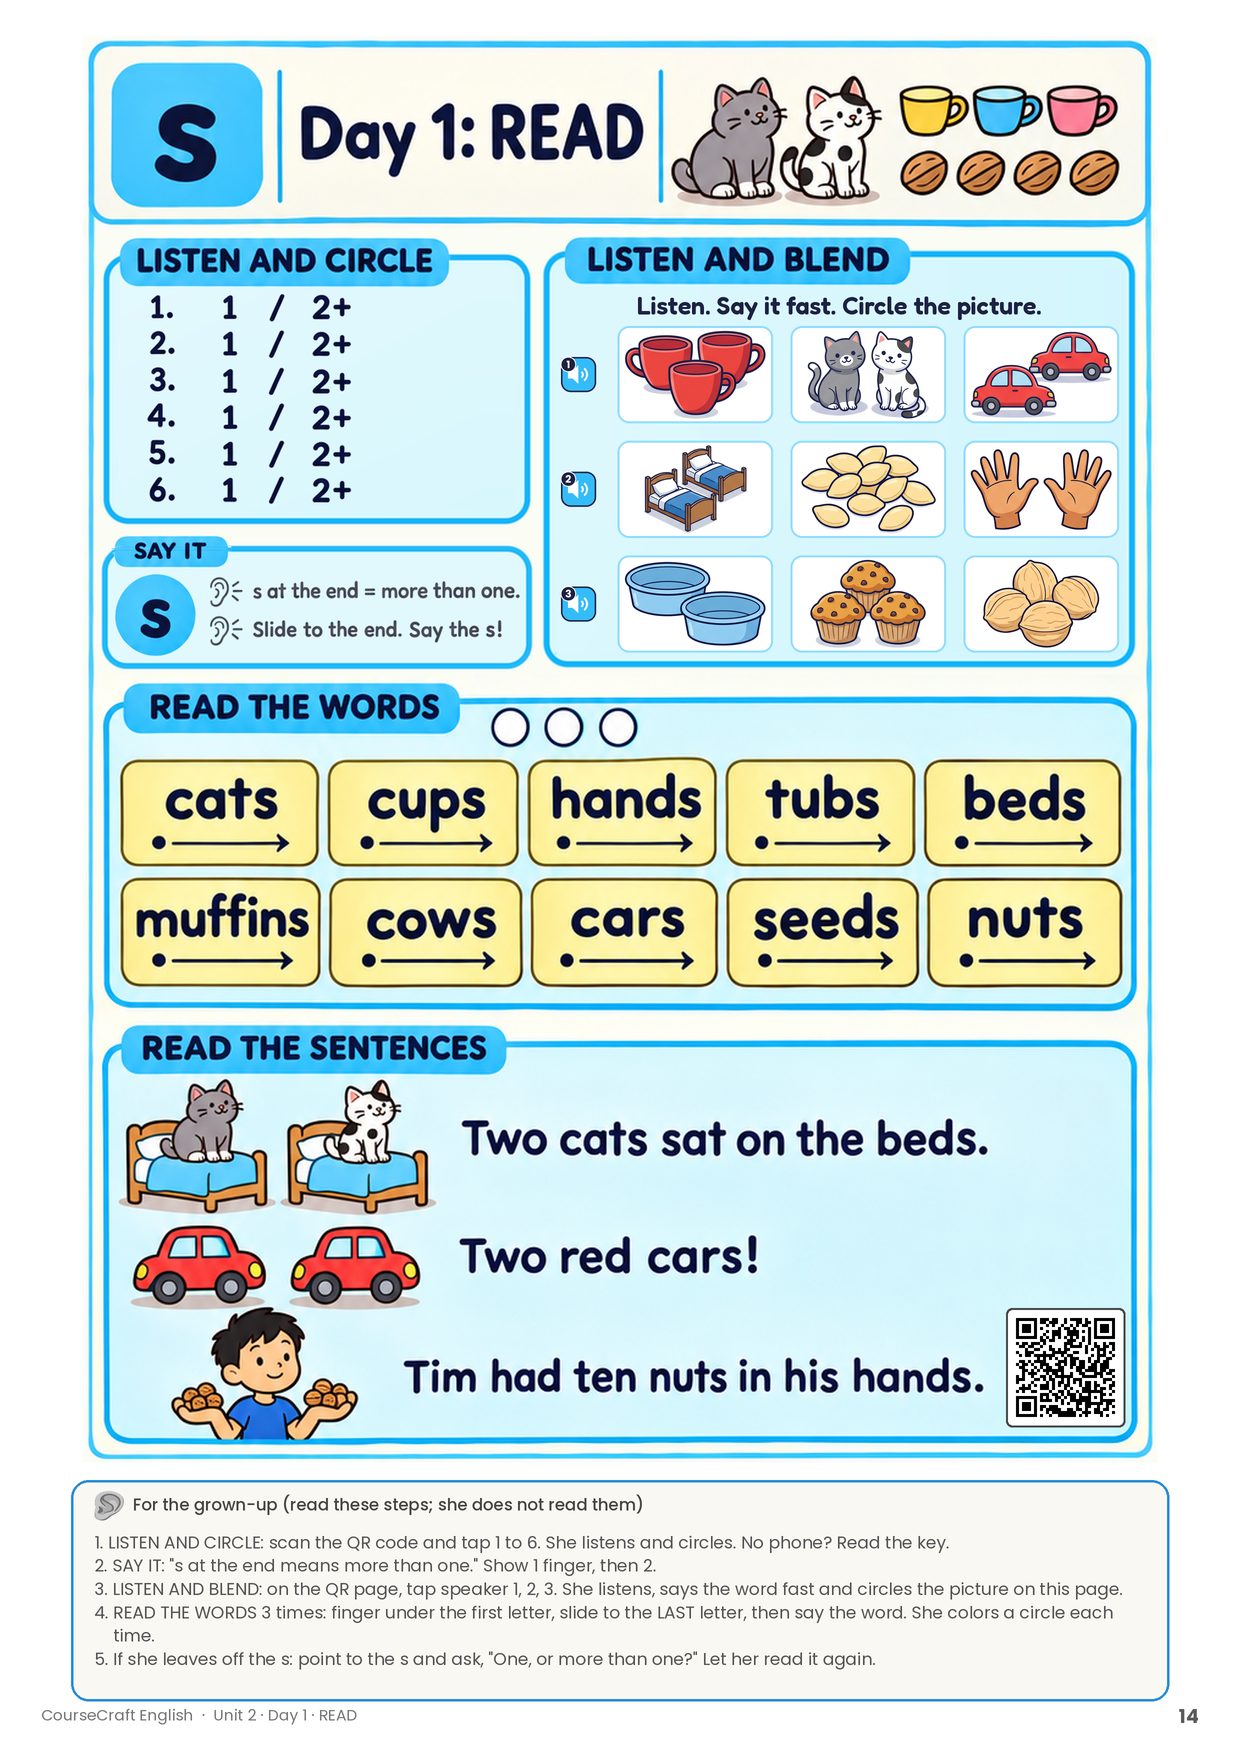 s
Day 1: READ
LISTEN AND CIRCLE
1. 1 / 2+
2. 1 / 2+
3. 1 / 2+
4. 1 / 2+
5. 1 / 2+
6. 1 / 2+
SAY IT
s
s at the end = more than one.
Slide to the end. Say the s!
LISTEN AND BLEND
Listen. Say it fast. Circle the picture.
1
2
3
READ THE WORDS
cats cups hands tubs beds
muffins cows cars seeds nuts
READ THE SENTENCES
Two cats sat on the beds.
Two red cars!
Tim had ten nuts in his hands.
For the grown-up (read these steps; she does not read them)
1. LISTEN AND CIRCLE: scan the QR code and tap 1 to 6. She listens and circles. No phone? Read the key.
2. SAY IT: "s at the end means more than one." Show 1 finger, then 2.
3. LISTEN AND BLEND: on the QR page, tap speaker 1, 2, 3. She listens, says the word fast and circles the picture on this page.
4. READ THE WORDS 3 times: finger under the first letter, slide to the LAST letter, then say the word. She colors a circle each
time.
5. If she leaves off the s: point to the s and ask, "One, or more than one?" Let her read it again.
CourseCraft English · Unit 2 · Day 1 · READ
14